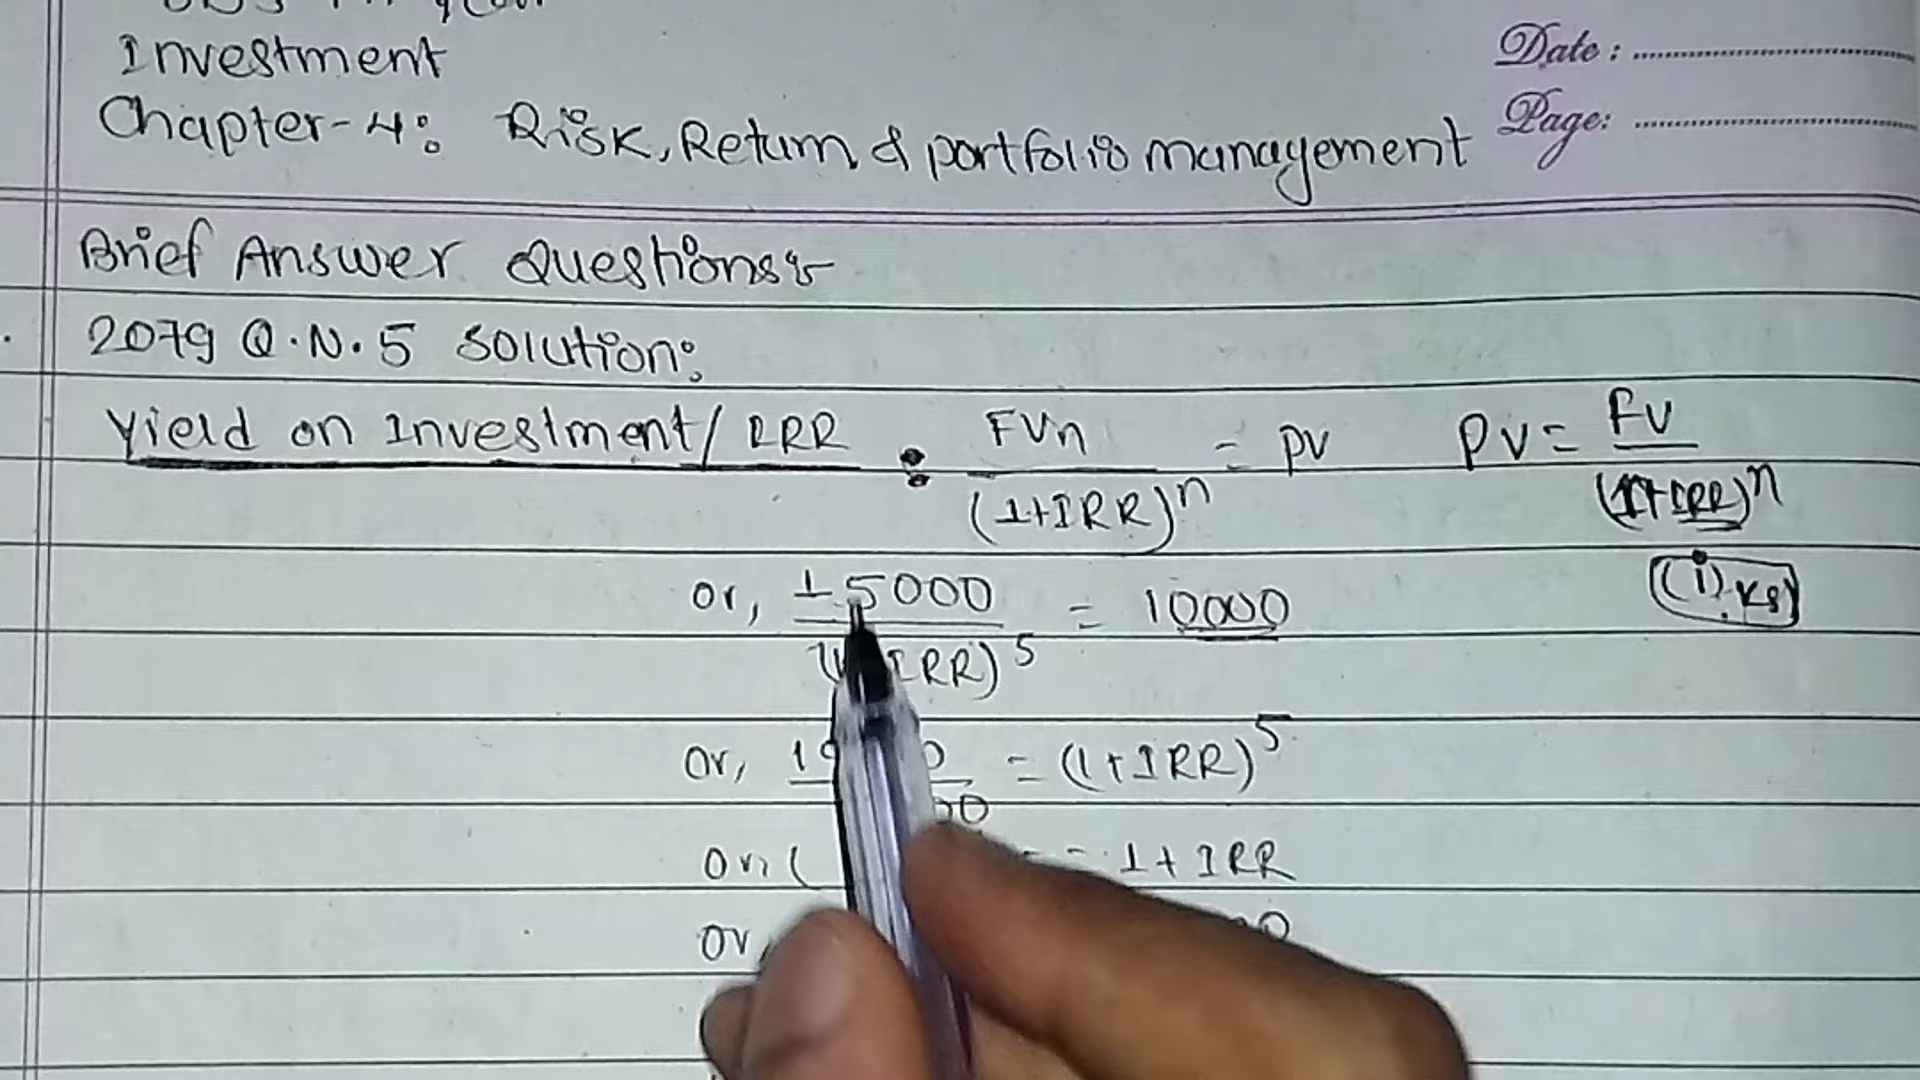 Investment
Date :
Chapter-4: Risk, Return & portfolio management
Page:
Brief Answer Questions:-
2079 Q.N.5 Solution:
Yield on Investment/ IRR : FVn / (1+IRR)^n = PV
PV = FV / (1+IRR)^n
or, 15000 / IRR)^5 = 10000
(i)
or, = (1+IRR)^5
or, ( = 1+IRR
or